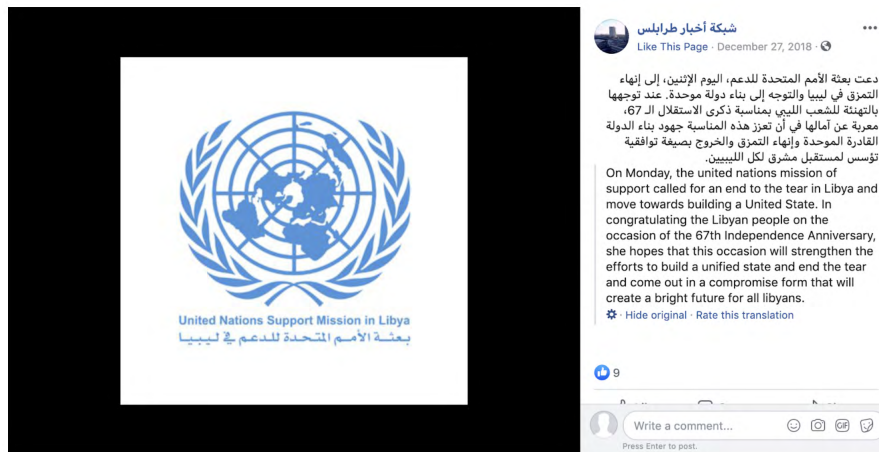 United Nations Support Mission in Libya
بعثة الأمم المتحدة للدعم في ليبيا
شبكة أخبار طرابلس
Like This Page · December 27, 2018 ·
دعت بعثة الأمم المتحدة للدعم، اليوم الإثنين، إلى إنهاء
التمزق في ليبيا والتوجه إلى بناء دولة موحدة. عند توجهها
بالتهنئة للشعب الليبي بمناسبة ذكرى الاستقلال الـ 67،
معربة عن آمالها في أن تعزز هذه المناسبة جهود بناء الدولة
القادرة الموحدة وإنهاء التمزق والخروج بصيغة توافقية
تؤسس لمستقبل مشرق لكل الليبيين.
On Monday, the united nations mission of
support called for an end to the tear in Libya and
move towards building a United State. In
congratulating the Libyan people on the
occasion of the 67th Independence Anniversary,
she hopes that this occasion will strengthen the
efforts to build a unified state and end the tear
and come out in a compromise form that will
create a bright future for all libyans.
· Hide original · Rate this translation
9
Write a comment...
GIF
Press Enter to post.